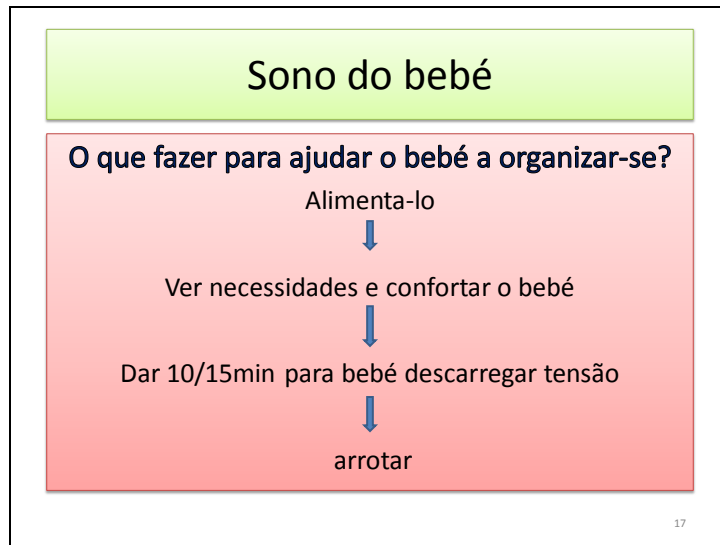 Sono do bebé
O que fazer para ajudar o bebé a organizar-se?
Alimenta-lo
Ver necessidades e confortar o bebé
Dar 10/15min para bebé descarregar tensão
arrotar
17